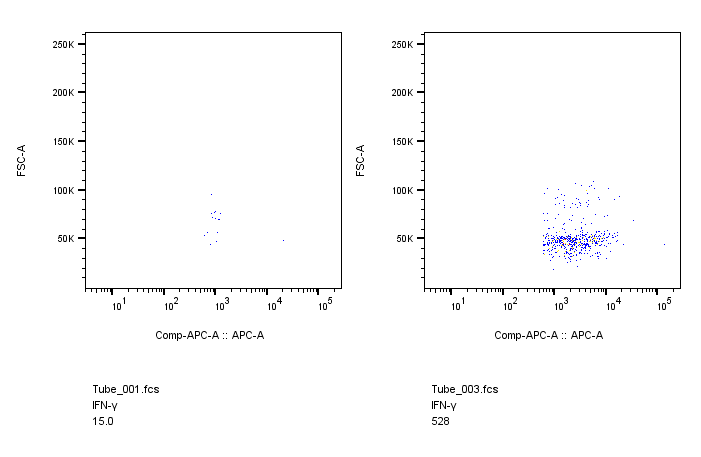 250K
200K
150K
100K
50K
FSC-A
10^1 10^2 10^3 10^4 10^5
Comp-APC-A :: APC-A
Tube_001.fcs
IFN-γ
15.0
250K
200K
150K
100K
50K
FSC-A
10^1 10^2 10^3 10^4 10^5
Comp-APC-A :: APC-A
Tube_003.fcs
IFN-γ
528